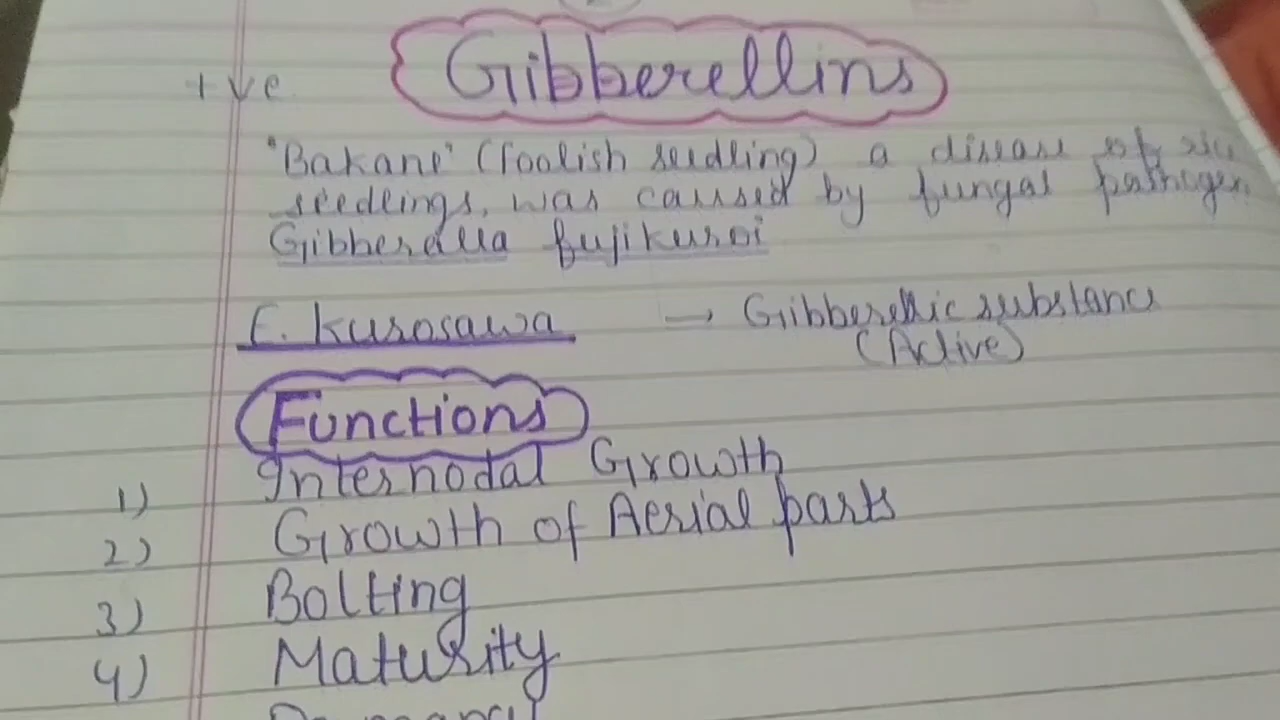 Gibberellins
+ve
"Bakane" (Foolish seedling) a disease of rice
seedlings, was caused by fungal pathogen
Gibberella fujikuroi
E. Kurosawa → Gibberellic substance
(Active)
Functions
1) Internodal Growth
2) Growth of Aerial parts
3) Bolting
4) Maturity